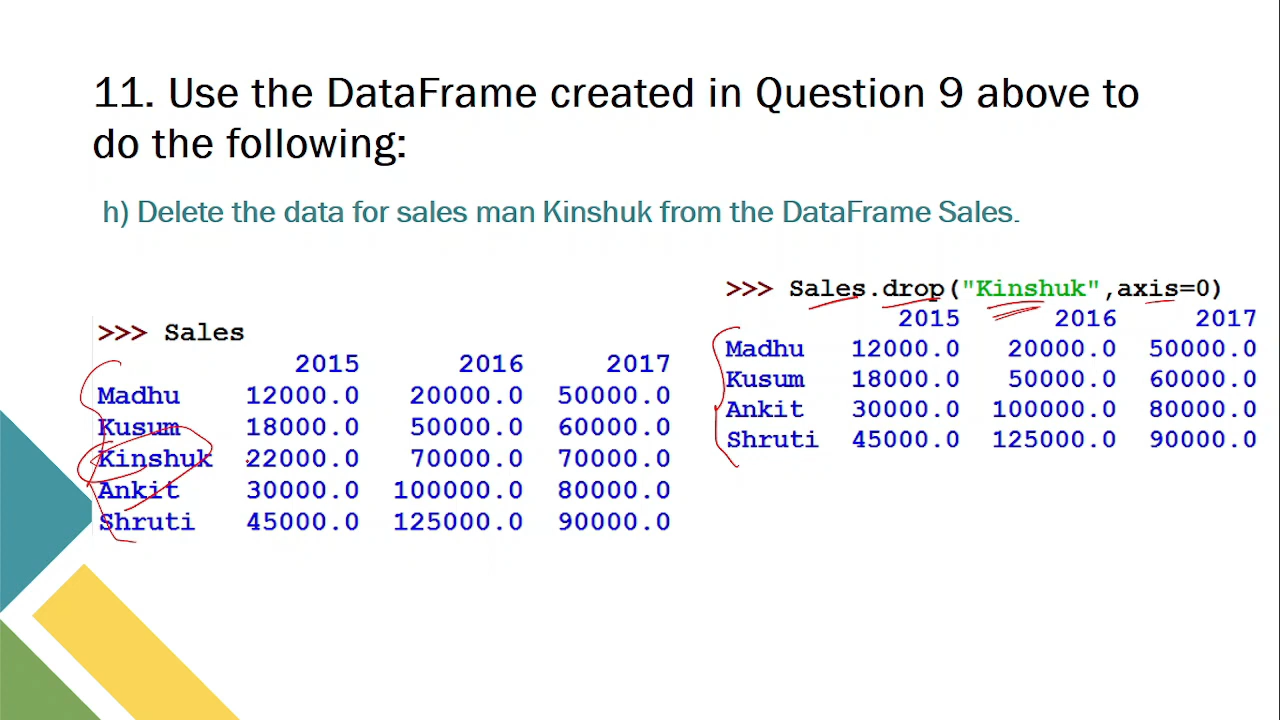 11. Use the DataFrame created in Question 9 above to
do the following:
h) Delete the data for sales man Kinshuk from the DataFrame Sales.
>>> Sales
2015 2016 2017
Madhu 12000.0 20000.0 50000.0
Kusum 18000.0 50000.0 60000.0
Kinshuk 22000.0 70000.0 70000.0
Ankit 30000.0 100000.0 80000.0
Shruti 45000.0 125000.0 90000.0
>>> Sales.drop("Kinshuk",axis=0)
2015 2016 2017
Madhu 12000.0 20000.0 50000.0
Kusum 18000.0 50000.0 60000.0
Ankit 30000.0 100000.0 80000.0
Shruti 45000.0 125000.0 90000.0